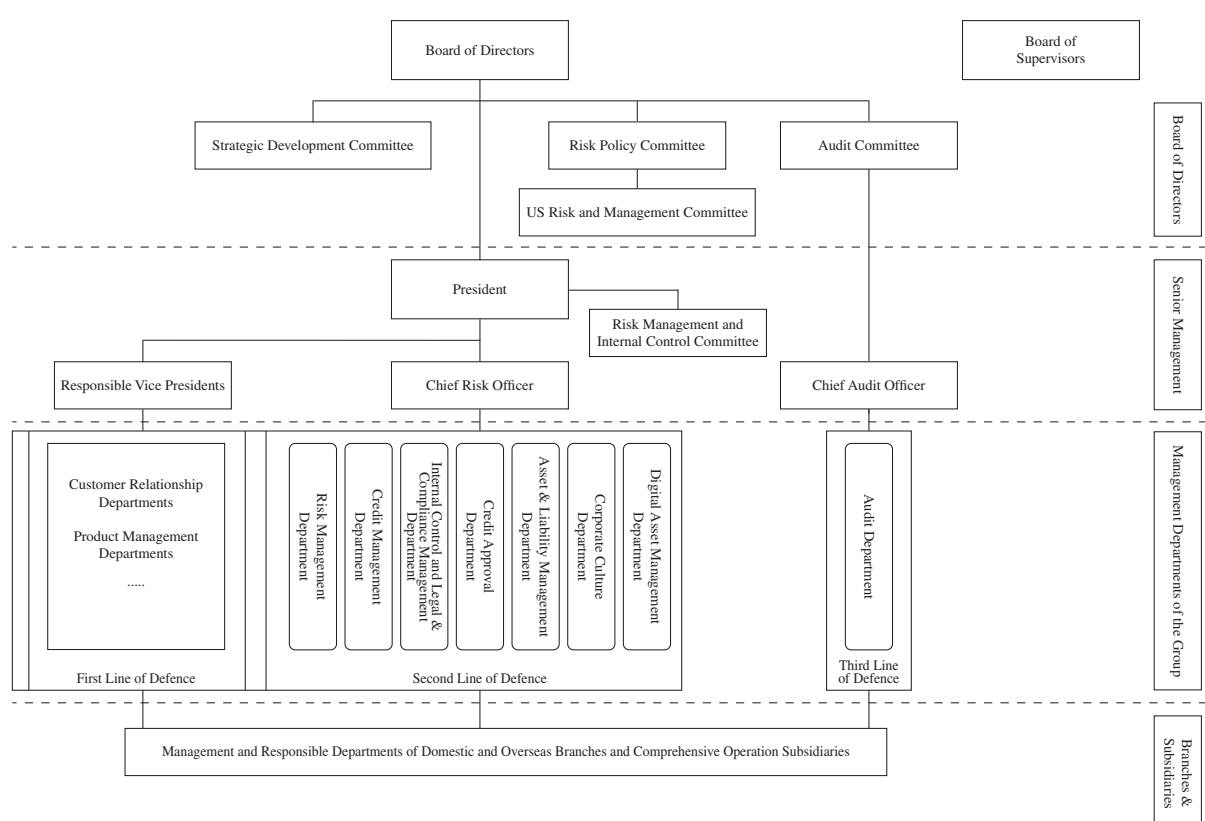 Board of Directors
Board of
Supervisors
Strategic Development Committee
Risk Policy Committee
Audit Committee
US Risk and Management Committee
Board of Directors
President
Risk Management and
Internal Control Committee
Responsible Vice Presidents
Chief Risk Officer
Chief Audit Officer
Senior Management
Customer Relationship
Departments
Product Management
Departments
.....
First Line of Defence
Risk Management
Department
Credit Management
Department
Internal Control and Legal &
Compliance Management
Department
Credit Approval
Department
Asset & Liability Management
Department
Corporate Culture
Department
Digital Asset Management
Department
Second Line of Defence
Audit Department
Third Line
of Defence
Management Departments of the Group
Management and Responsible Departments of Domestic and Overseas Branches and Comprehensive Operation Subsidiaries
Branches &
Subsidiaries